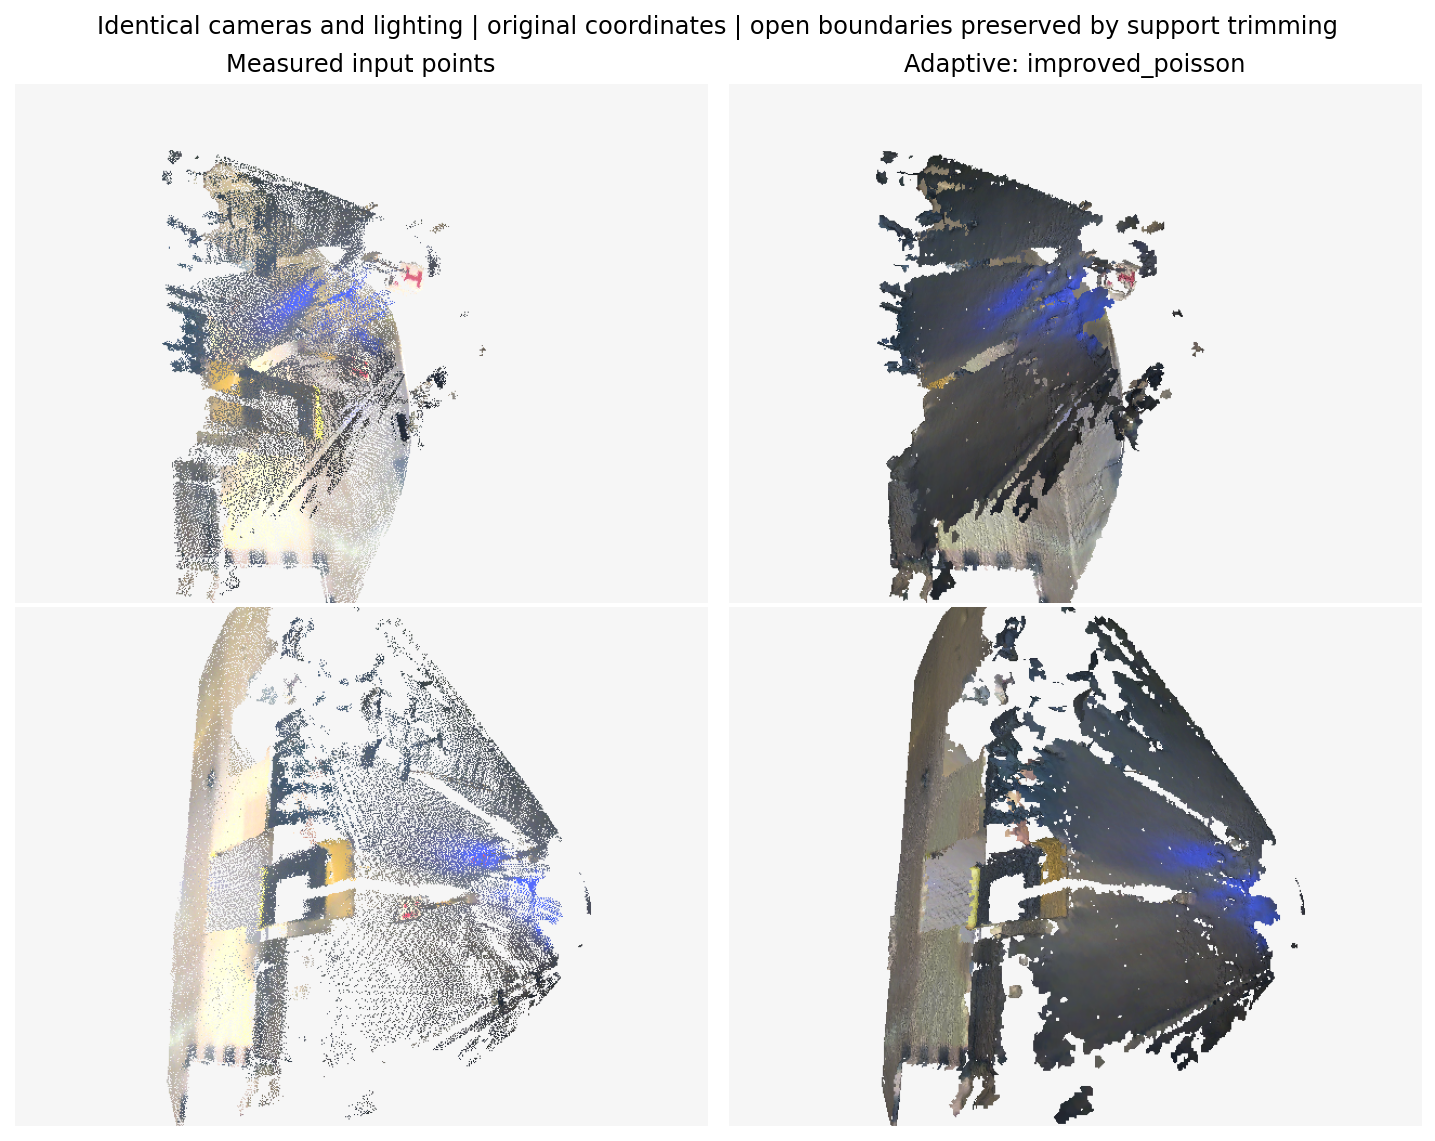 Identical cameras and lighting | original coordinates | open boundaries preserved by support trimming
Measured input points
Adaptive: improved_poisson